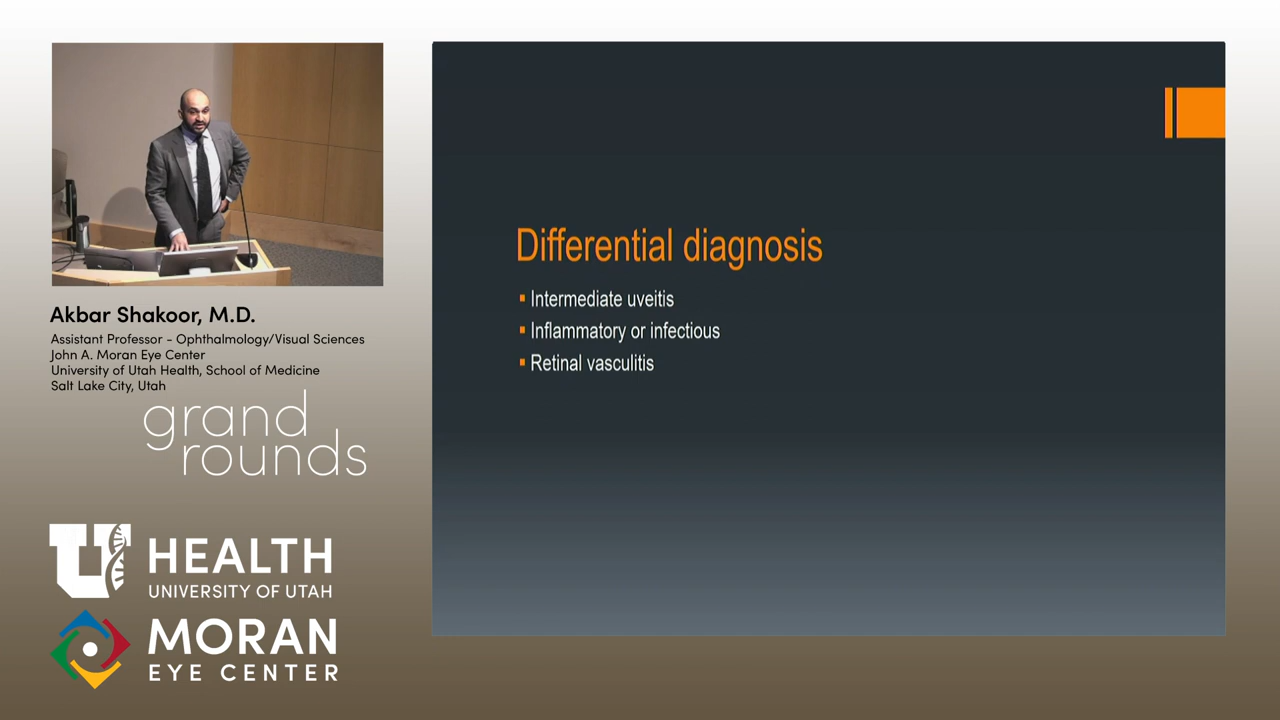 Akbar Shakoor, M.D.
Assistant Professor - Ophthalmology/Visual Sciences
John A. Moran Eye Center
University of Utah Health, School of Medicine
Salt Lake City, Utah
grand
rounds
U HEALTH
UNIVERSITY OF UTAH
MORAN
EYE CENTER
Differential diagnosis
Intermediate uveitis
Inflammatory or infectious
Retinal vasculitis